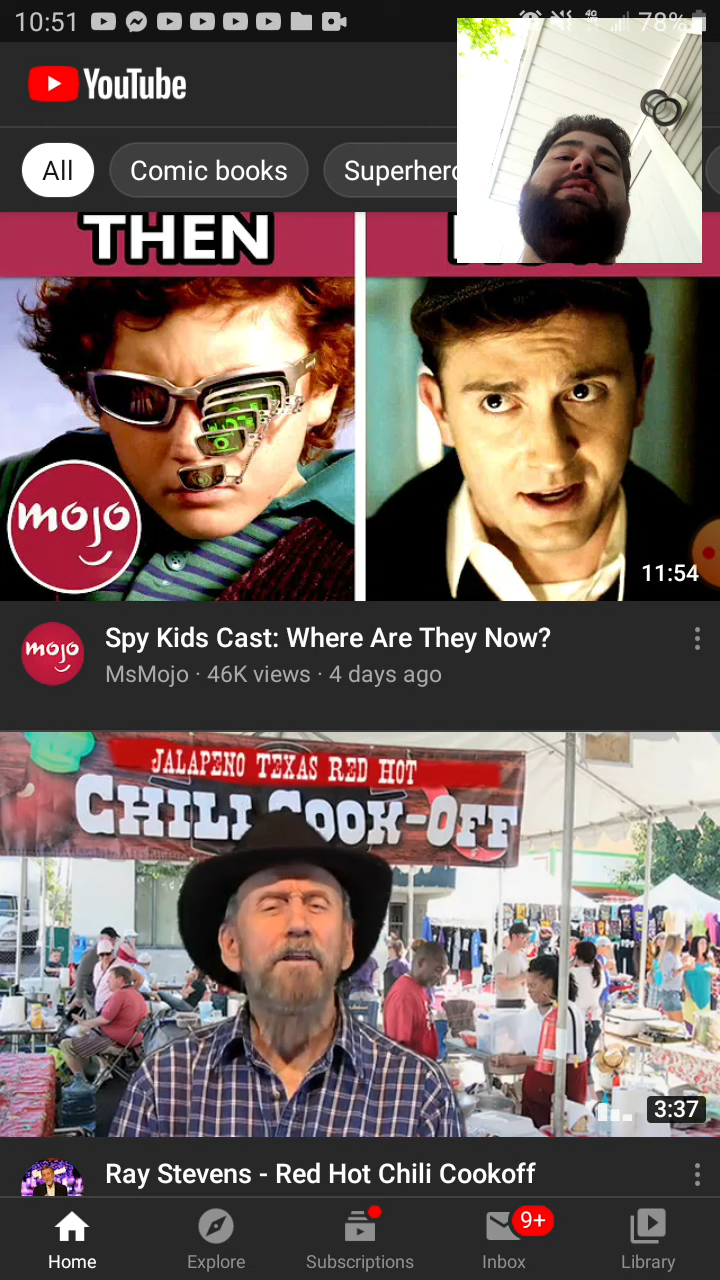 10:51
78%
YouTube
All
Comic books
THEN
mojo
11:54
mojo
Spy Kids Cast: Where Are They Now?
MsMojo · 46K views · 4 days ago
JALAPENO TEXAS RED HOT
CHILI COOK-OFF
3:37
Ray Stevens - Red Hot Chili Cookoff
9+
Home
Explore
Subscriptions
Inbox
Library